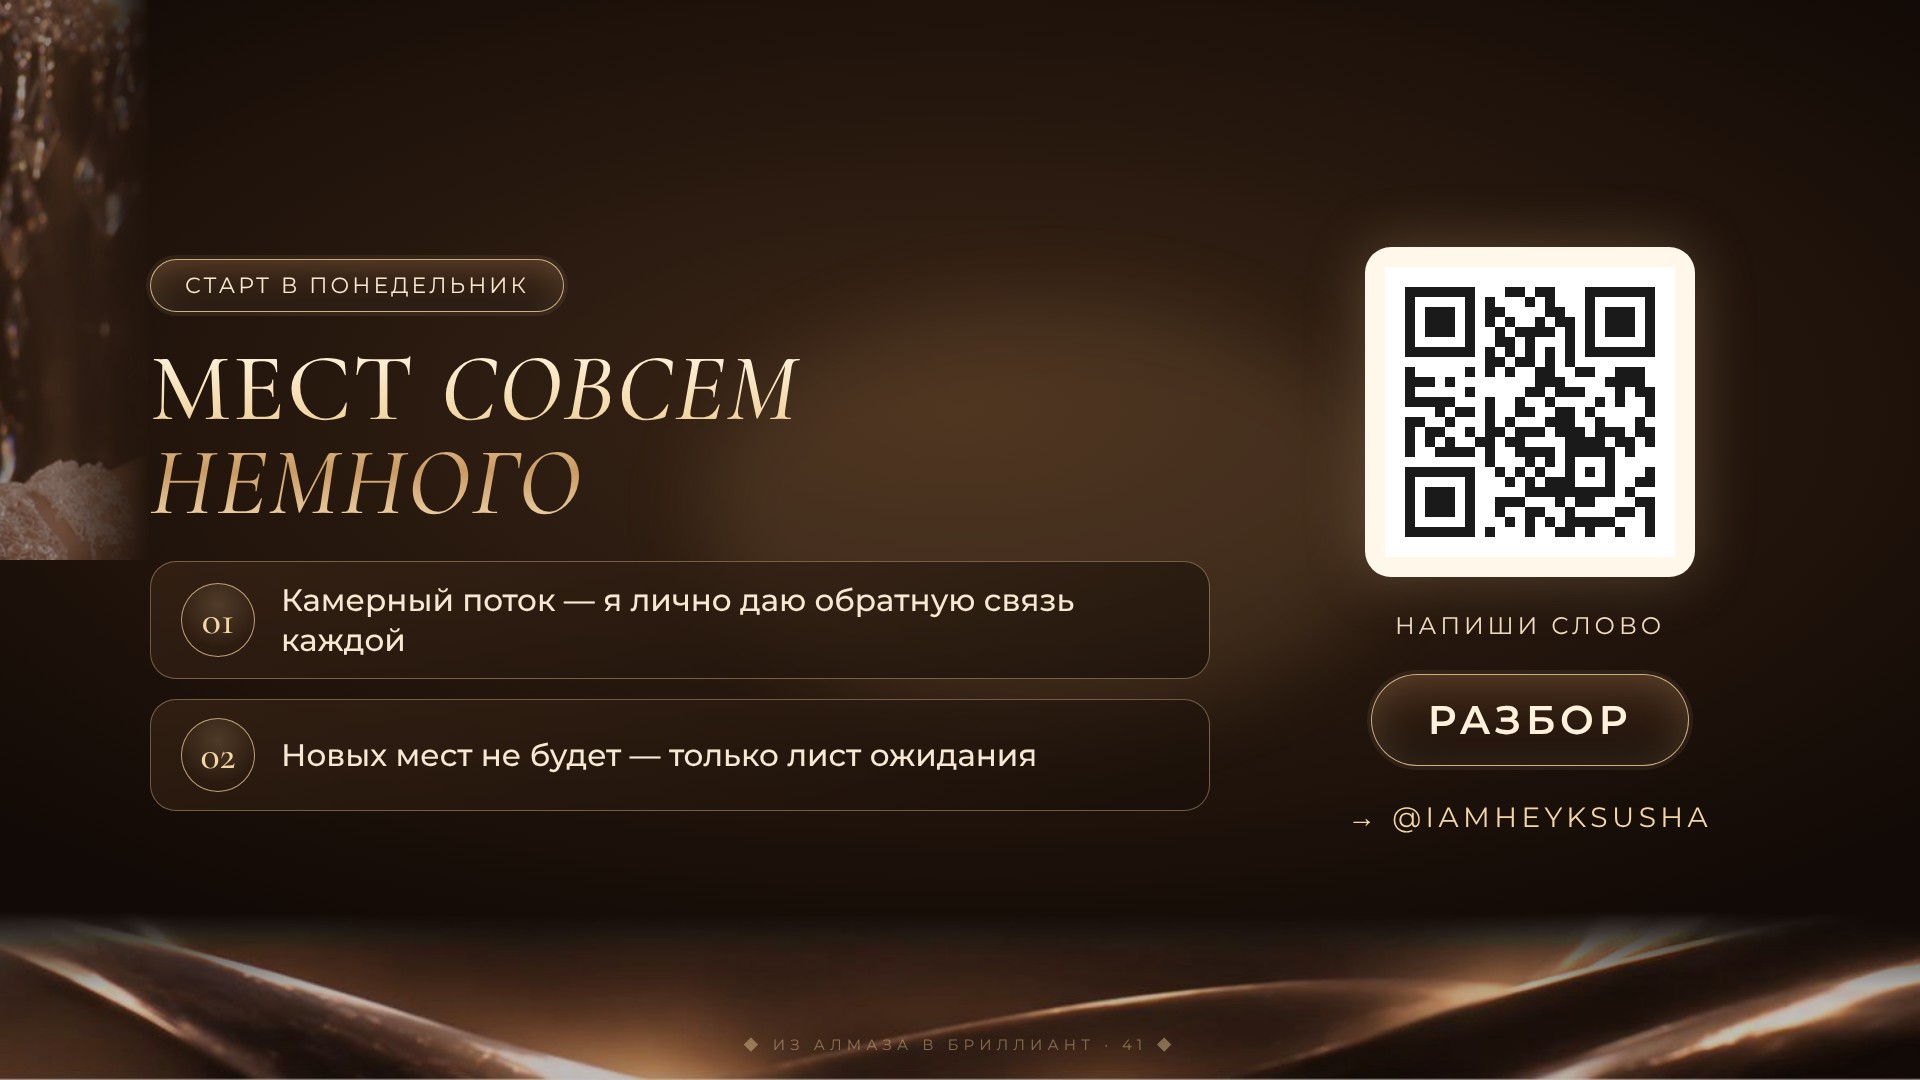 СТАРТ В ПОНЕДЕЛЬНИК
МЕСТ СОВСЕМ
НЕМНОГО
01
Камерный поток — я лично даю обратную связь
каждой
02
Новых мест не будет — только лист ожидания
НАПИШИ СЛОВО
РАЗБОР
→ @IAMHEYKSUSHA
◆ ИЗ АЛМАЗА В БРИЛЛИАНТ · 41 ◆